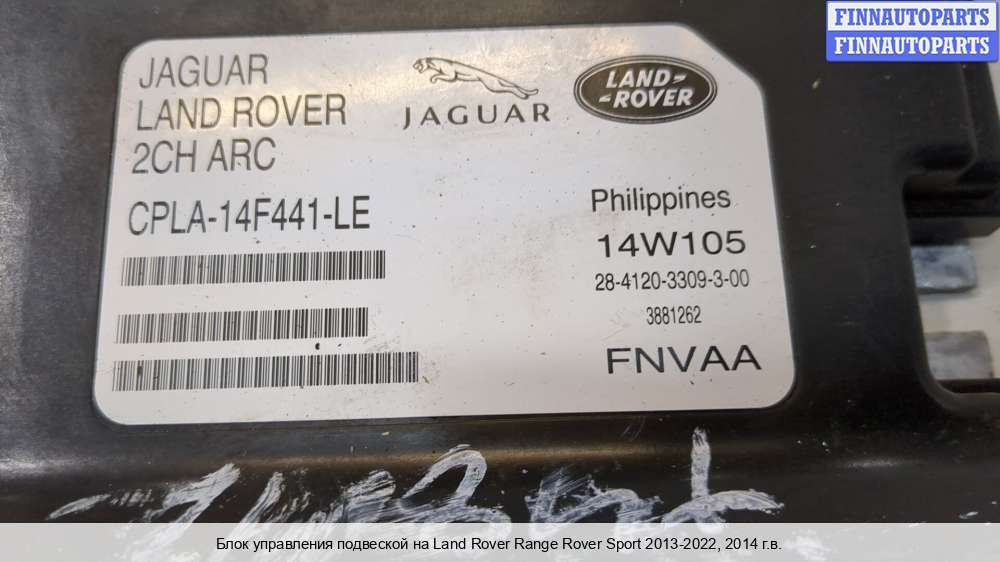 FINNAUTOPARTS
FINNAUTOPARTS
JAGUAR
LAND ROVER
2CH ARC
JAGUAR
LAND-
-ROVER
CPLA-14F441-LE
Philippines
14W105
28-4120-3309-3-00
3881262
FNVAA
Блок управления подвеской на Land Rover Range Rover Sport 2013-2022, 2014 г.в.